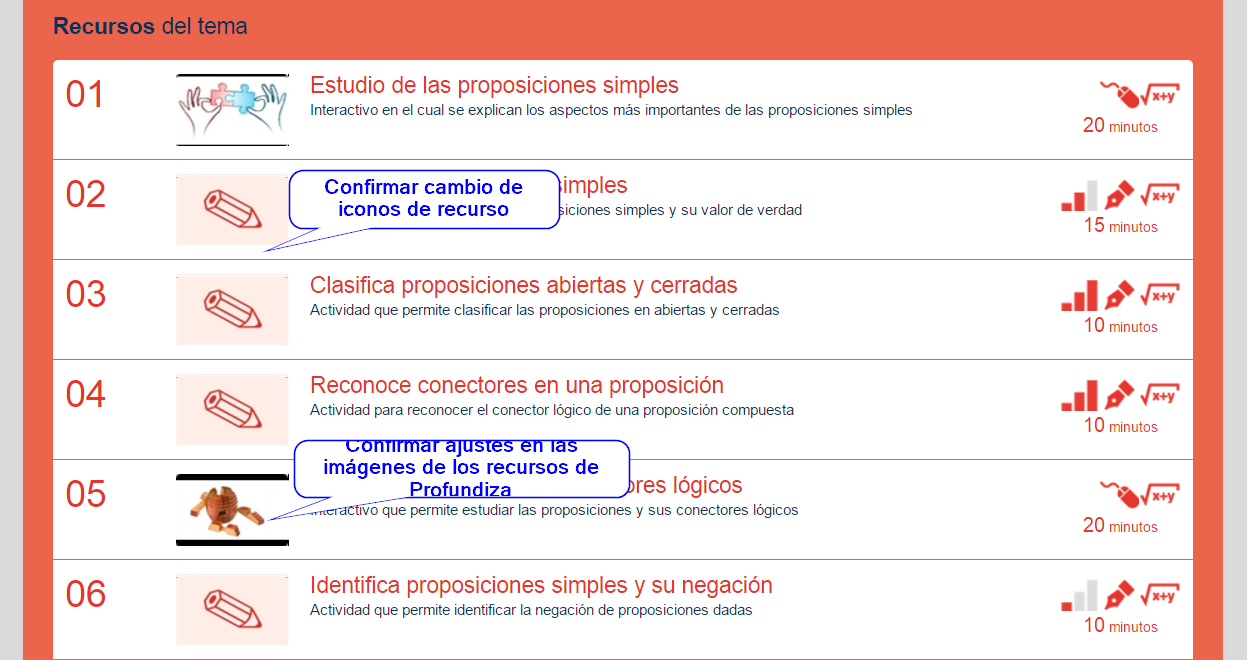 Recursos del tema
01
Estudio de las proposiciones simples
Interactivo en el cual se explican los aspectos más importantes de las proposiciones simples
√x+y
20 minutos
02
Confirmar cambio de
iconos de recurso
simples
siciones simples y su valor de verdad
√x+y
15 minutos
03
Clasifica proposiciones abiertas y cerradas
Actividad que permite clasificar las proposiciones en abiertas y cerradas
√x+y
10 minutos
04
Reconoce conectores en una proposición
Actividad para reconocer el conector lógico de una proposición compuesta
√x+y
10 minutos
Confirmar ajustes en las
imágenes de los recursos de
Profundiza
05
ores lógicos
Interactivo que permite estudiar las proposiciones y sus conectores lógicos
√x+y
20 minutos
06
Identifica proposiciones simples y su negación
Actividad que permite identificar la negación de proposiciones dadas
√x+y
10 minutos